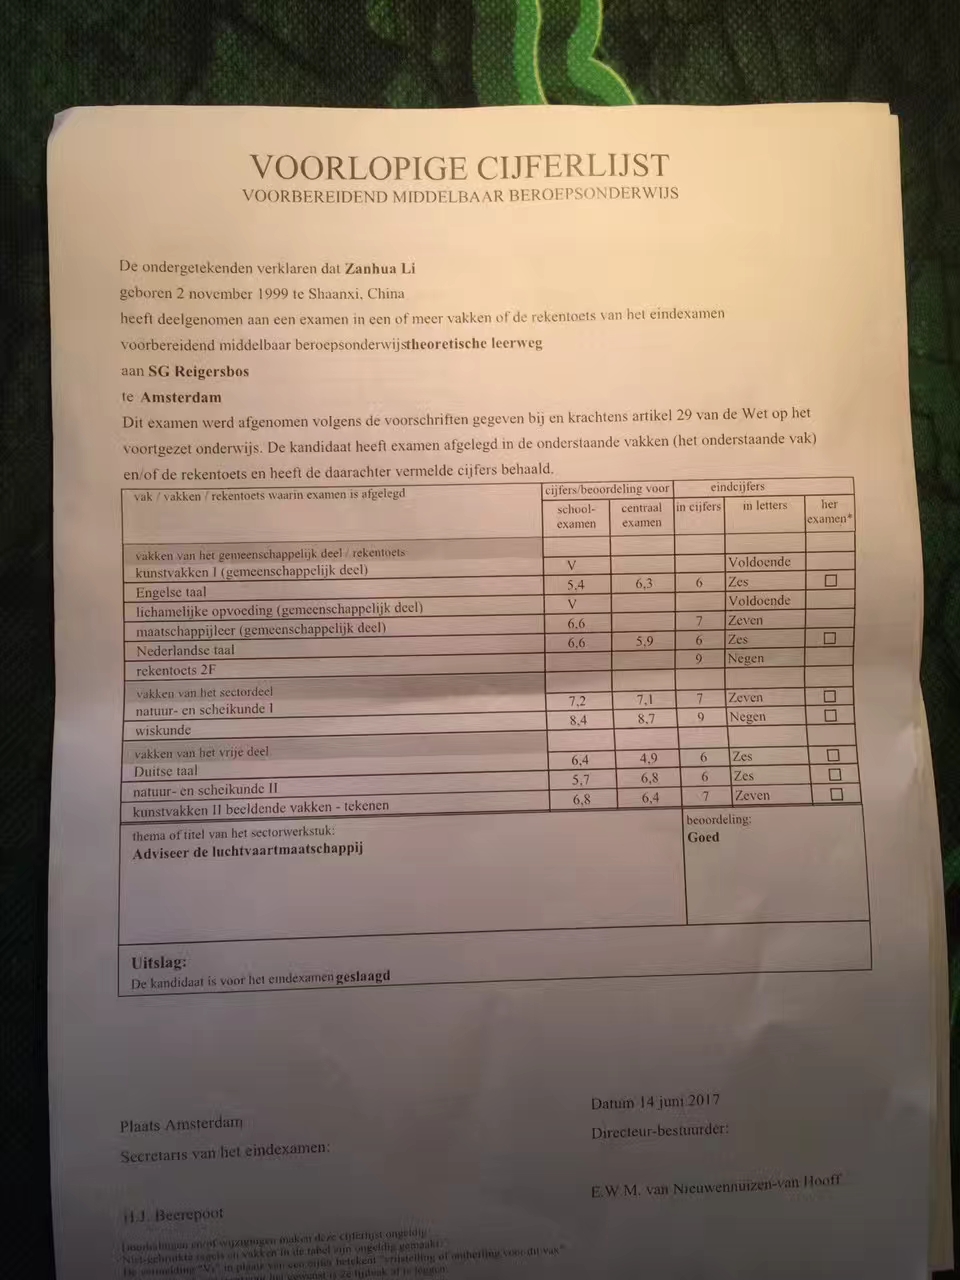 VOORLOPIGE CIJFERLIJST
VOORBEREIDEND MIDDELBAAR BEROEPSONDERWIJS
De ondergetekenden verklaren dat Zanhua Li
geboren 2 november 1999 te Shaanxi, China
heeft deelgenomen aan een examen in een of meer vakken of de rekentoets van het eindexamen
voorbereidend middelbaar beroepsonderwijstheoretische leerweg
aan SG Reigersbos
te Amsterdam
Dit examen werd afgenomen volgens de voorschriften gegeven bij en krachtens artikel 29 van de Wet op het
voortgezet onderwijs. De kandidaat heeft examen afgelegd in de onderstaande vakken (het onderstaande vak)
en/of de rekentoets en heeft de daarachter vermelde cijfers behaald.
vak / vakken / rekentoets waarin examen is afgelegd cijfers/beoordeling voor eindcijfers
school-examen centraal examen in cijfers in letters her examen*
vakken van het gemeenschappelijk deel / rekentoets
kunstvakken I (gemeenschappelijk deel) V Voldoende
Engelse taal 5,4 6,3 6 Zes
lichamelijke opvoeding (gemeenschappelijk deel) V Voldoende
maatschappijleer (gemeenschappelijk deel) 6,6 7 Zeven
Nederlandse taal 6,6 5,9 6 Zes
rekentoets 2F 9 Negen
vakken van het sectordeel
natuur- en scheikunde I 7,2 7,1 7 Zeven
wiskunde 8,4 8,7 9 Negen
vakken van het vrije deel
Duitse taal 6,4 4,9 6 Zes
natuur- en scheikunde II 5,7 6,8 6 Zes
kunstvakken II beeldende vakken - tekenen 6,8 6,4 7 Zeven
thema of titel van het sectorwerkstuk: beoordeling:
Adviseer de luchtvaartmaatschappij Goed
Uitslag:
De kandidaat is voor het eindexamen geslaagd
Plaats Amsterdam Datum 14 juni 2017
Secretaris van het eindexamen: Directeur-bestuurder:
H.J. Beerepoot E.W.M. van Nieuwennuizen-van Hooff
Doorhalingen en/of wijzigingen maken deze cijferlijst ongeldig
Niet-gebruikte regels en vakken in de tabel zijn ongeldig gemaakt
De vermelding "Vr" in plaats van een cijfer betekent "vrijstelling of ontheffing voor dit vak"